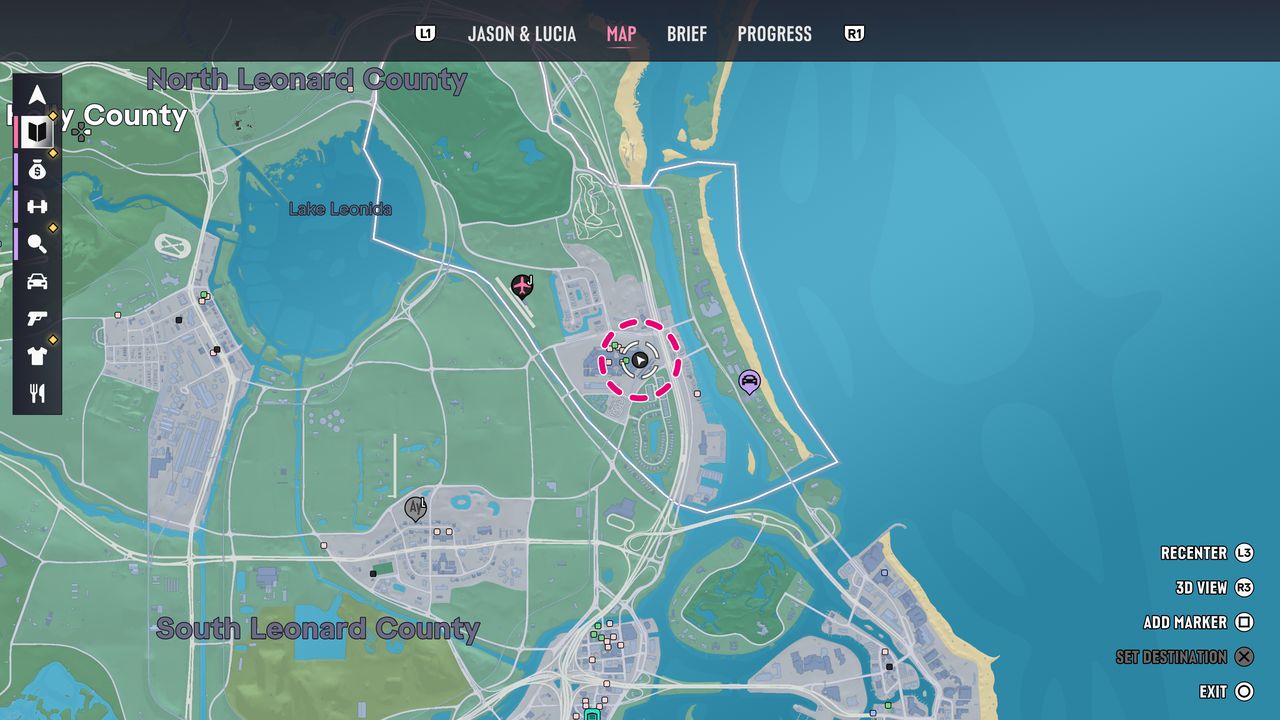 L1 JASON & LUCIA MAP BRIEF PROGRESS R1
North Leonard County
y County
Lake Leonida
J
L
South Leonard County
RECENTER L3
3D VIEW R3
ADD MARKER
SET DESTINATION
EXIT